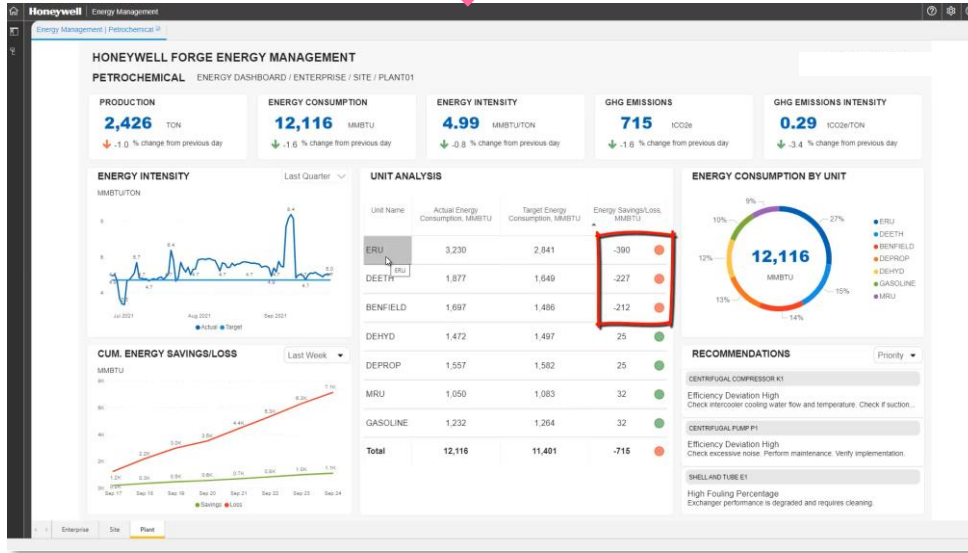 Honeywell | Energy Management
Energy Management | Petrochemical
HONEYWELL FORGE ENERGY MANAGEMENT
PETROCHEMICAL ENERGY DASHBOARD / ENTERPRISE / SITE / PLANT01
PRODUCTION
2,426 TON
-1.0 % change from previous day
ENERGY CONSUMPTION
12,116 MMBTU
-1.6 % change from previous day
ENERGY INTENSITY
4.99 MMBTU/TON
-0.8 % change from previous day
GHG EMISSIONS
715 tCO2e
-1.6 % change from previous day
GHG EMISSIONS INTENSITY
0.29 tCO2e/TON
-3.4 % change from previous day
ENERGY INTENSITY Last Quarter
MMBTU/TON
Jul 2021 Aug 2021 Sep 2021
Actual Target
CUM. ENERGY SAVINGS/LOSS Last Week
MMBTU
Sep 17 Sep 18 Sep 19 Sep 20 Sep 21 Sep 22 Sep 23 Sep 24
Savings Loss
UNIT ANALYSIS
Unit Name Actual Energy Consumption, MMBTU Target Energy Consumption, MMBTU Energy Savings/Loss, MMBTU
ERU 3,230 2,841 -390
ERU
DEETH 1,877 1,649 -227
BENFIELD 1,697 1,486 -212
DEHYD 1,472 1,497 25
DEPROP 1,557 1,582 25
MRU 1,050 1,083 32
GASOLINE 1,232 1,264 32
Total 12,116 11,401 -715
ENERGY CONSUMPTION BY UNIT
9%
10%
12%
13%
14%
15%
27%
12,116
MMBTU
ERU
DEETH
BENFIELD
DEPROP
DEHYD
GASOLINE
MRU
RECOMMENDATIONS Priority
CENTRIFUGAL COMPRESSOR K1
Efficiency Deviation High
Check intercooler cooling water flow and temperature. Check if suction...
CENTRIFUGAL PUMP P1
Efficiency Deviation High
Check excessive noise. Perform maintenance. Verify implementation.
SHELL AND TUBE E1
High Fouling Percentage
Exchanger performance is degraded and requires cleaning.
Enterprise Site Plant